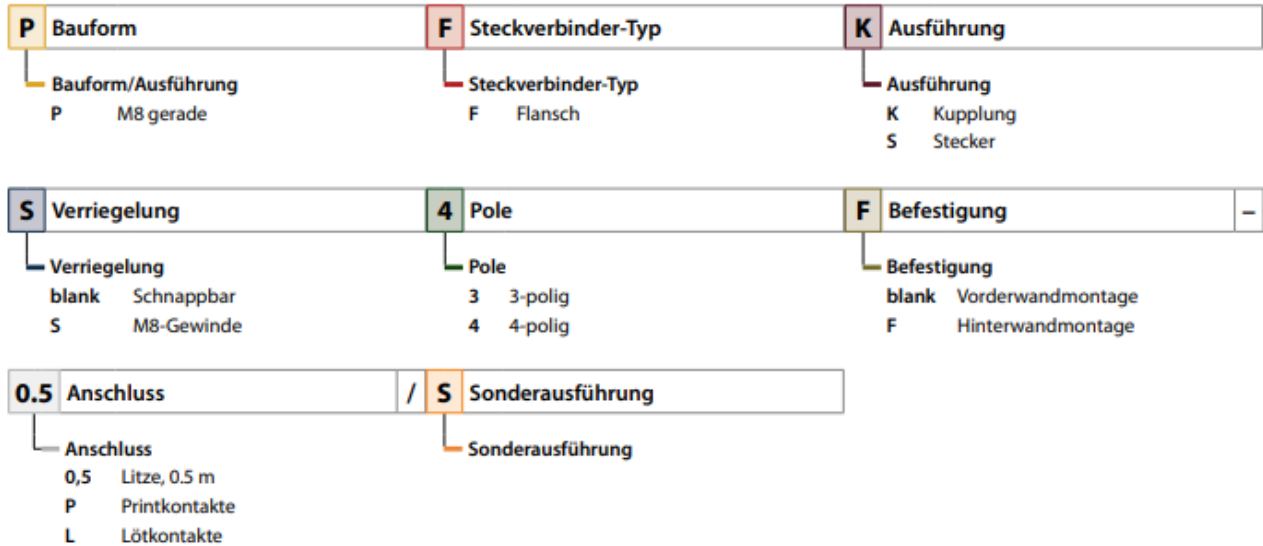 P Bauform F Steckverbinder-Typ K Ausführung
Bauform/Ausführung
P M8 gerade
Steckverbinder-Typ
F Flansch
Ausführung
K Kupplung
S Stecker
S Verriegelung 4 Pole F Befestigung –
Verriegelung
blank Schnappbar
S M8-Gewinde
Pole
3 3-polig
4 4-polig
Befestigung
blank Vorderwandmontage
F Hinterwandmontage
0.5 Anschluss / S Sonderausführung
Anschluss
0,5 Litze, 0.5 m
P Printkontakte
L Lötkontakte
Sonderausführung